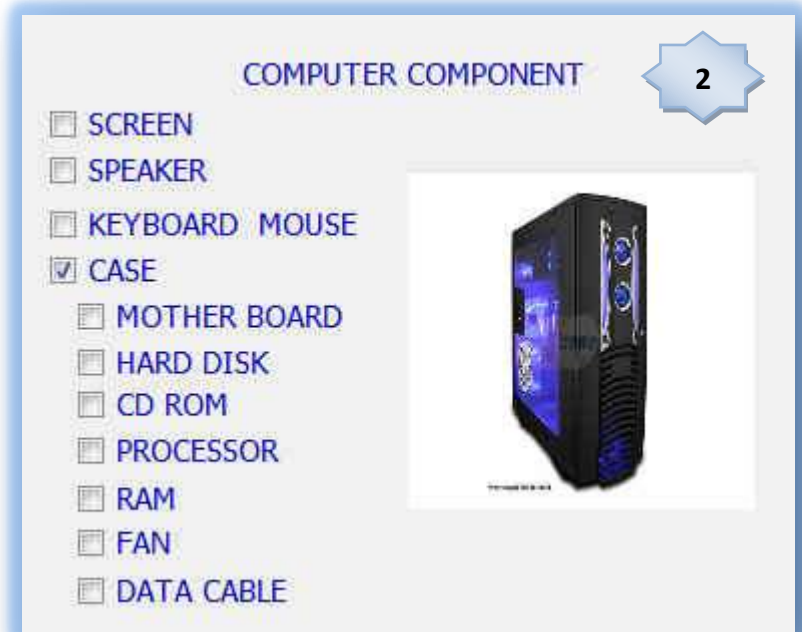 COMPUTER COMPONENT
2
SCREEN
SPEAKER
KEYBOARD MOUSE
CASE
MOTHER BOARD
HARD DISK
CD ROM
PROCESSOR
RAM
FAN
DATA CABLE